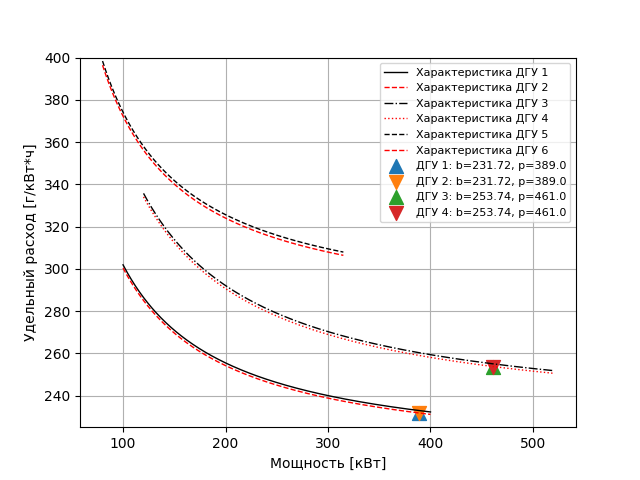 400
380
360
340
320
300
280
260
240
Удельный расход [г/кВт*ч]
Характеристика ДГУ 1
Характеристика ДГУ 2
Характеристика ДГУ 3
Характеристика ДГУ 4
Характеристика ДГУ 5
Характеристика ДГУ 6
ДГУ 1: b=231.72, p=389.0
ДГУ 2: b=231.72, p=389.0
ДГУ 3: b=253.74, p=461.0
ДГУ 4: b=253.74, p=461.0
100 200 300 400 500
Мощность [кВт]